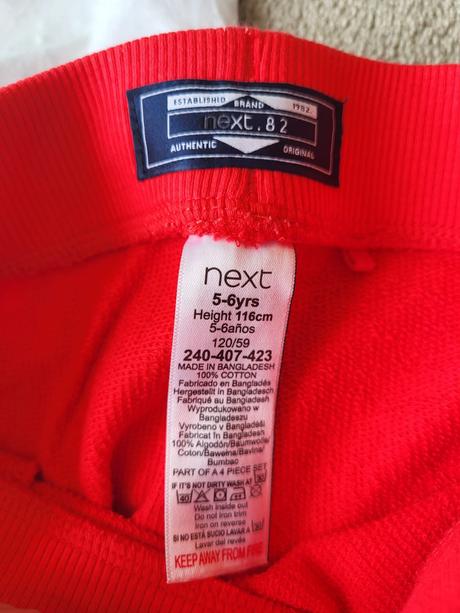 ESTABLISHED BRAND 1982.
next.82
AUTHENTIC ORIGINAL
next
5-6yrs
Height 116cm
5-6años
120/59
240-407-423
MADE IN BANGLADESH
100% COTTON
Fabricado en Bangladés
Hergestellt in Bangladesch
Fabriqué au Bangladesh
Wyprodukowano w
Bangladeszu
Vyrobeno v Bangladéši
Fabricat în Bangladesh
100% Algodón/Baumwolle/
Coton/Bawełna/Bavlna/
Bumbac
PART OF A 4 PIECE SET
IF IT'S NOT DIRTY WASH AT 30
40
Wash inside out
Do not iron trim
Iron on reverse
SI NO ESTÁ SUCIO LAVAR A 30
Lavar del revés
KEEP AWAY FROM FIRE